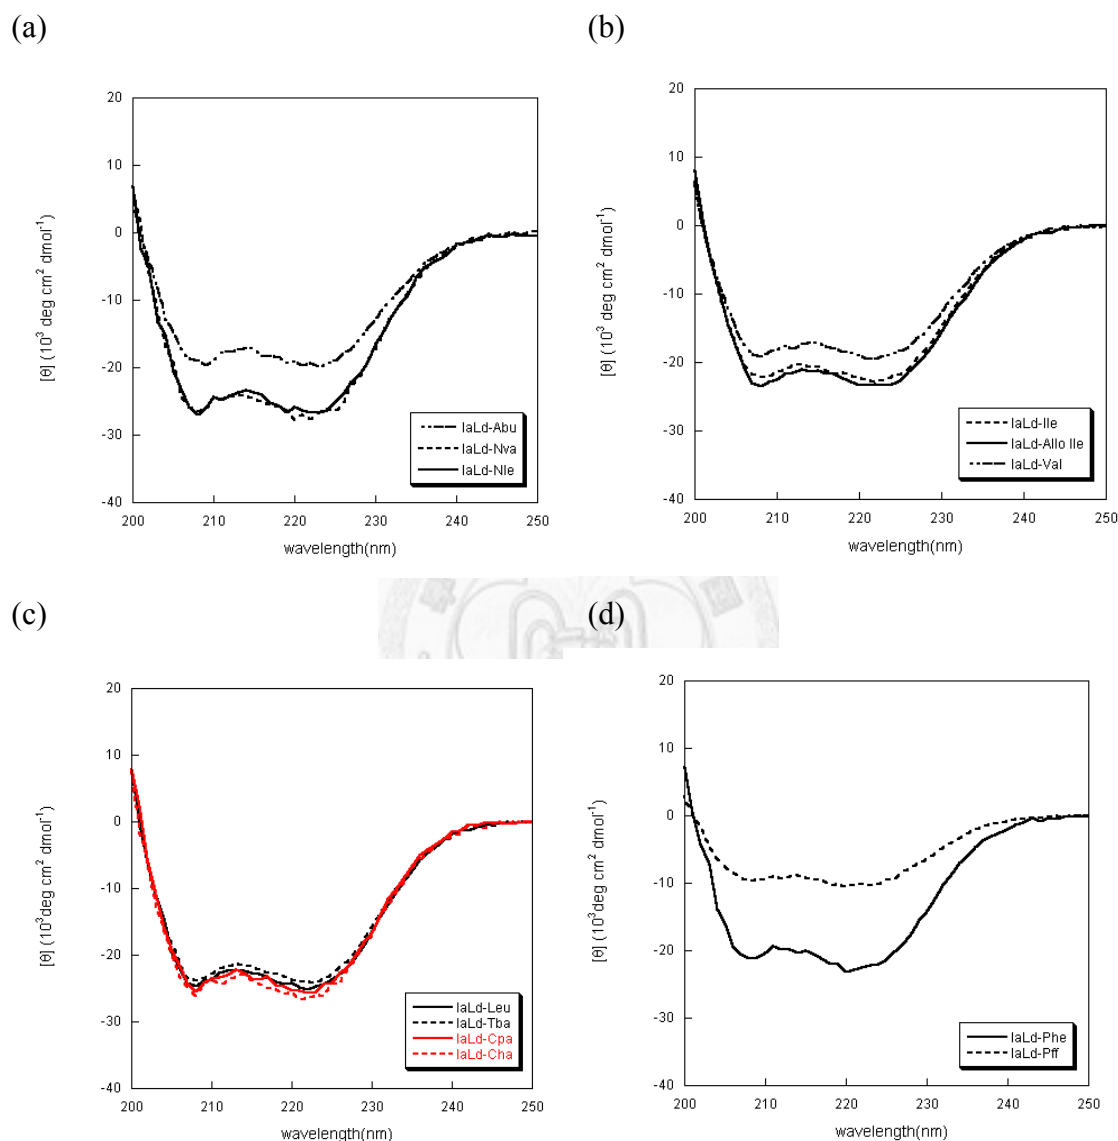 (a)
(b)
20
10
0
-10
-20
-30
-40
[θ] (10³ deg cm² dmol⁻¹)
IaLd-Abu
IaLd-Nva
IaLd-Nle
200 210 220 230 240 250
wavelength(nm)
20
10
0
-10
-20
-30
-40
[θ] (10³ deg cm² dmol⁻¹)
IaLd-Ile
IaLd-Allo Ile
IaLd-Val
200 210 220 230 240 250
wavelength(nm)
(c)
(d)
20
10
0
-10
-20
-30
-40
[θ] (10³deg cm² dmol⁻¹)
IaLd-Leu
IaLd-Tba
IaLd-Cpa
IaLd-Cha
200 210 220 230 240 250
wavelength(nm)
20
10
0
-10
-20
-30
-40
[θ] (10³ deg cm² dmol⁻¹)
IaLd-Phe
IaLd-Pff
200 210 220 230 240 250
wavelength(nm)